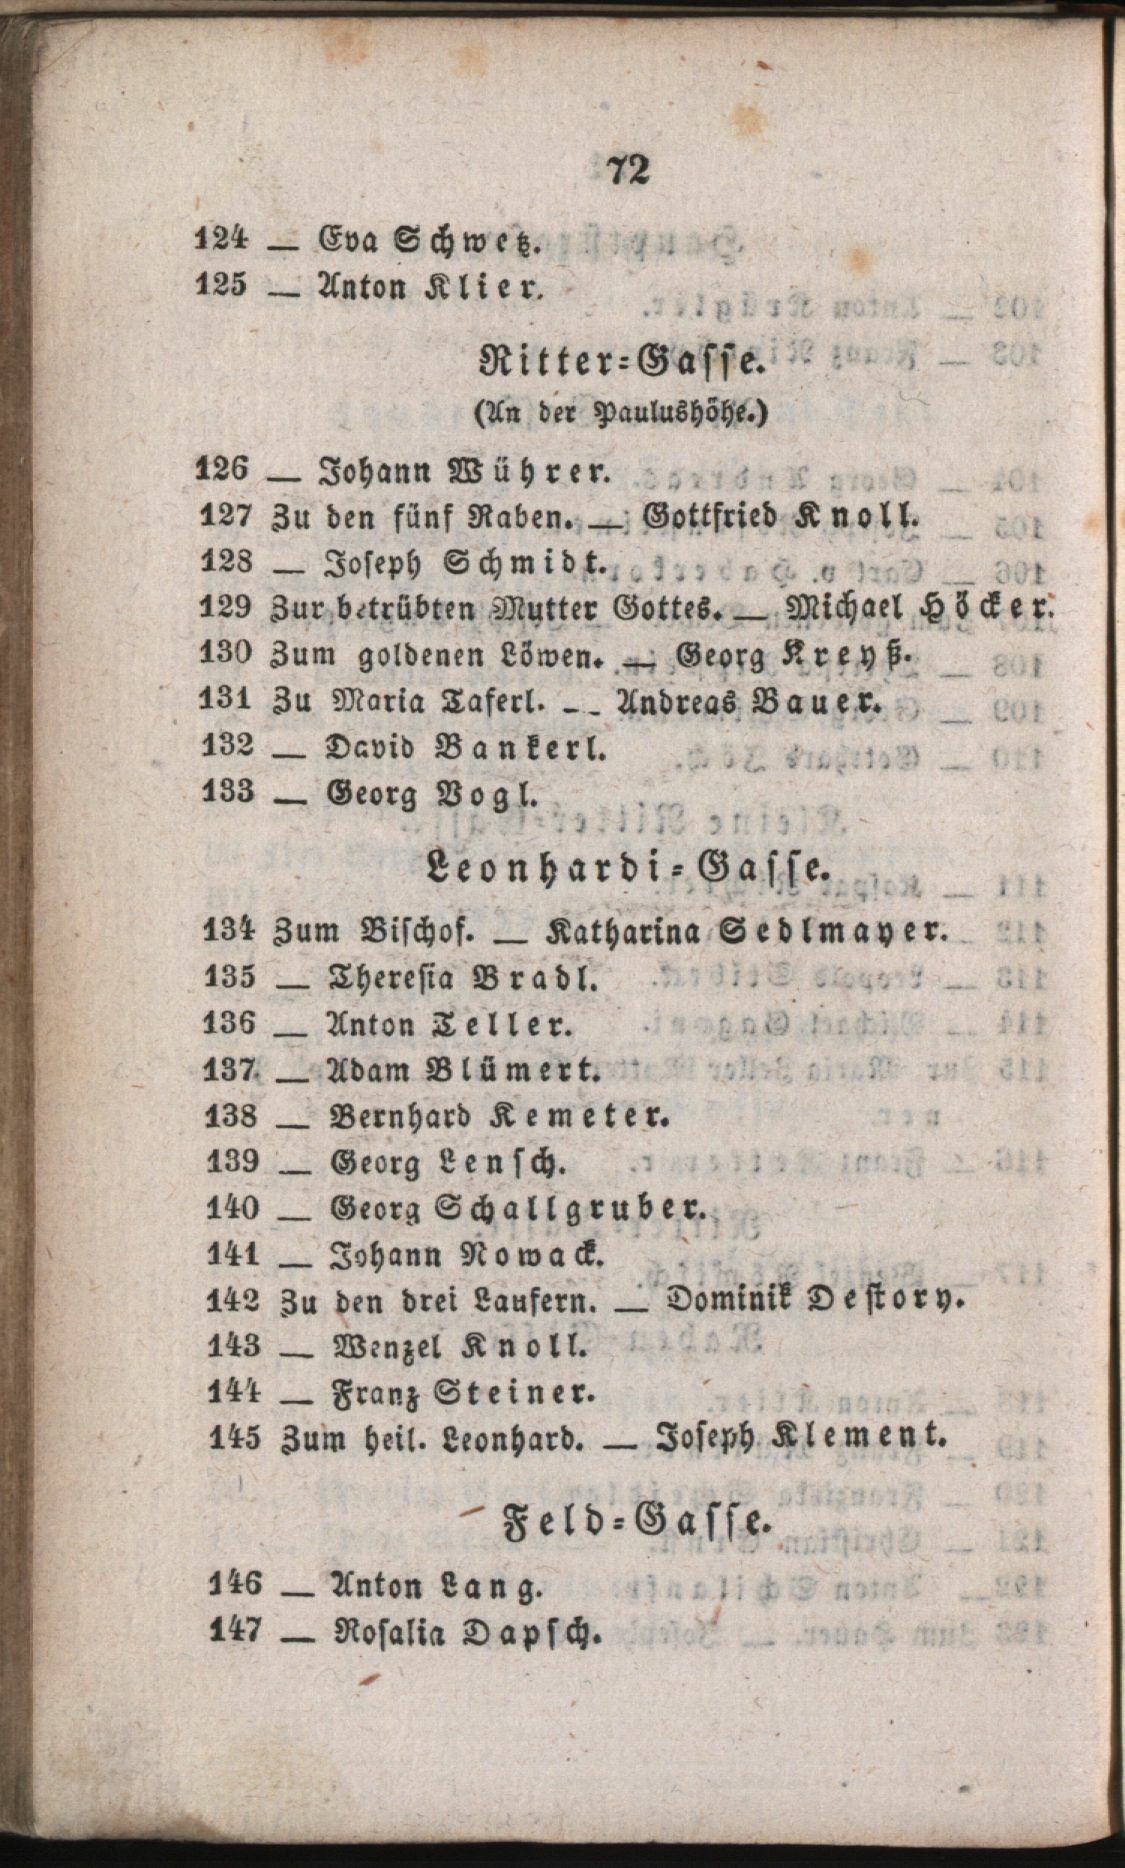 72
124 — Eva Schwetz.
125 — Anton Klier.
Ritter-Gasse.
(An der Paulushöhe.)
126 — Johann Wührer.
127 Zu den fünf Raben. — Gottfried Knoll.
128 — Joseph Schmidt.
129 Zur betrübten Mutter Gottes. — Michael Höcker.
130 Zum goldenen Löwen. — Georg Kreyß.
131 Zu Maria Taferl. — Andreas Bauer.
132 — David Bankerl.
133 — Georg Vogl.
Leonhardi-Gasse.
134 Zum Bischof. — Katharina Sedlmayer.
135 — Theresia Bradl.
136 — Anton Teller.
137. — Adam Blümert.
138 — Bernhard Kemeter.
139 — Georg Lensch.
140 — Georg Schallgruber.
141 — Johann Nowack.
142 Zu den drei Laufern. — Dominik Destory.
143 — Wenzel Knoll.
144 — Franz Steiner.
145 Zum heil. Leonhard. — Joseph Klement.
Feld-Gasse.
146 — Anton Lang.
147 — Rosalia Dapsch.